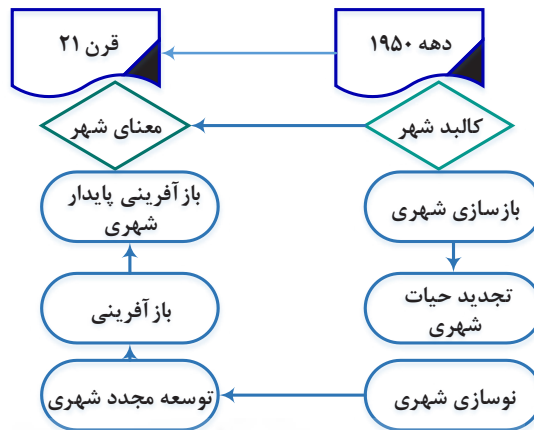 دهه ۱۹۵۰
قرن ۲۱
کالبد شهر
معنای شهر
بازسازی شهری
بازآفرینی پایدار
شهری
تجدید حیات
شهری
بازآفرینی
نوسازی شهری
توسعه مجدد شهری